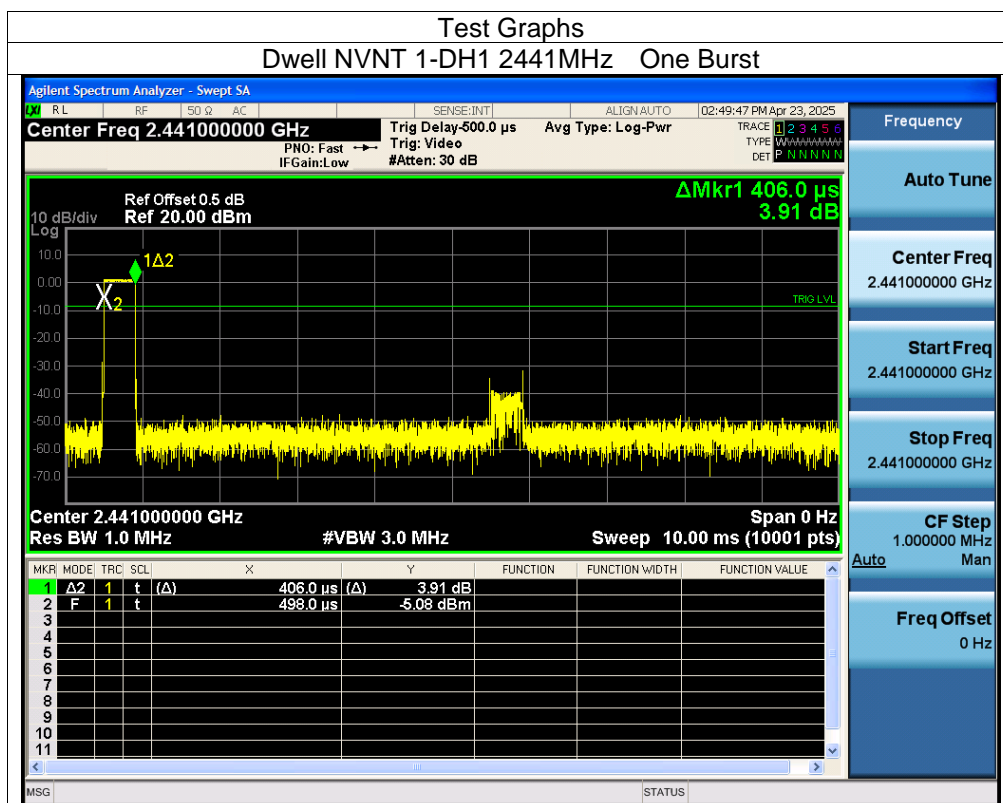 Test Graphs
Dwell NVNT 1-DH1 2441MHz One Burst
Agilent Spectrum Analyzer - Swept SA
LXI RL RF 50 Ω AC SENSE:INT ALIGN AUTO 02:49:47 PM Apr 23, 2025
Center Freq 2.441000000 GHz
PNO: Fast
IFGain:Low
Trig Delay-500.0 µs
Trig: Video
#Atten: 30 dB
Avg Type: Log-Pwr
TRACE 1 2 3 4 5 6
TYPE W
DET P N N N N N
Ref Offset 0.5 dB
10 dB/div Ref 20.00 dBm
Log
ΔMkr1 406.0 µs
3.91 dB
10.0
0.00
-10.0
-20.0
-30.0
-40.0
-50.0
-60.0
-70.0
1Δ2
X2
TRIG LVL
Center 2.441000000 GHz Span 0 Hz
Res BW 1.0 MHz #VBW 3.0 MHz Sweep 10.00 ms (10001 pts)
MKR MODE TRC SCL X Y FUNCTION FUNCTION WIDTH FUNCTION VALUE
1 Δ2 1 t (Δ) 406.0 µs (Δ) 3.91 dB
2 F 1 t 498.0 µs -5.08 dBm
3
4
5
6
7
8
9
10
11
MSG STATUS
Frequency
Auto Tune
Center Freq
2.441000000 GHz
Start Freq
2.441000000 GHz
Stop Freq
2.441000000 GHz
CF Step
1.000000 MHz
Auto Man
Freq Offset
0 Hz